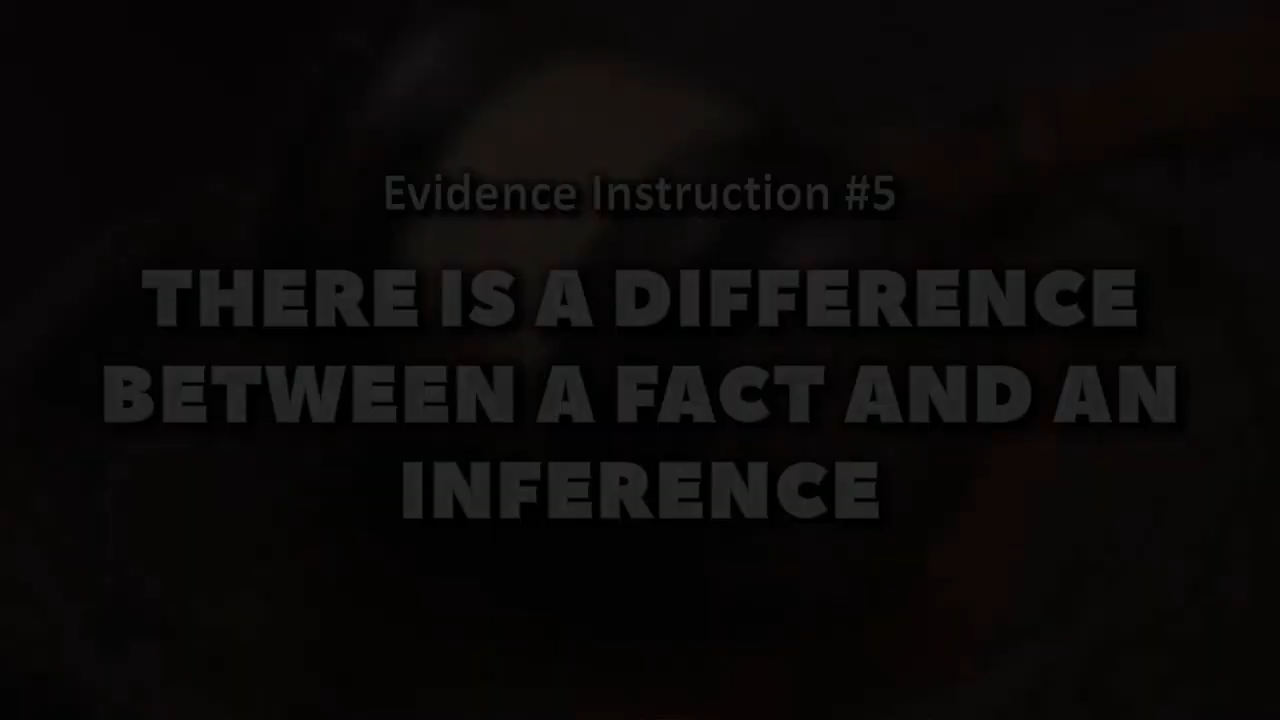 Evidence Instruction #5
THERE IS A DIFFERENCE
BETWEEN A FACT AND AN
INFERENCE